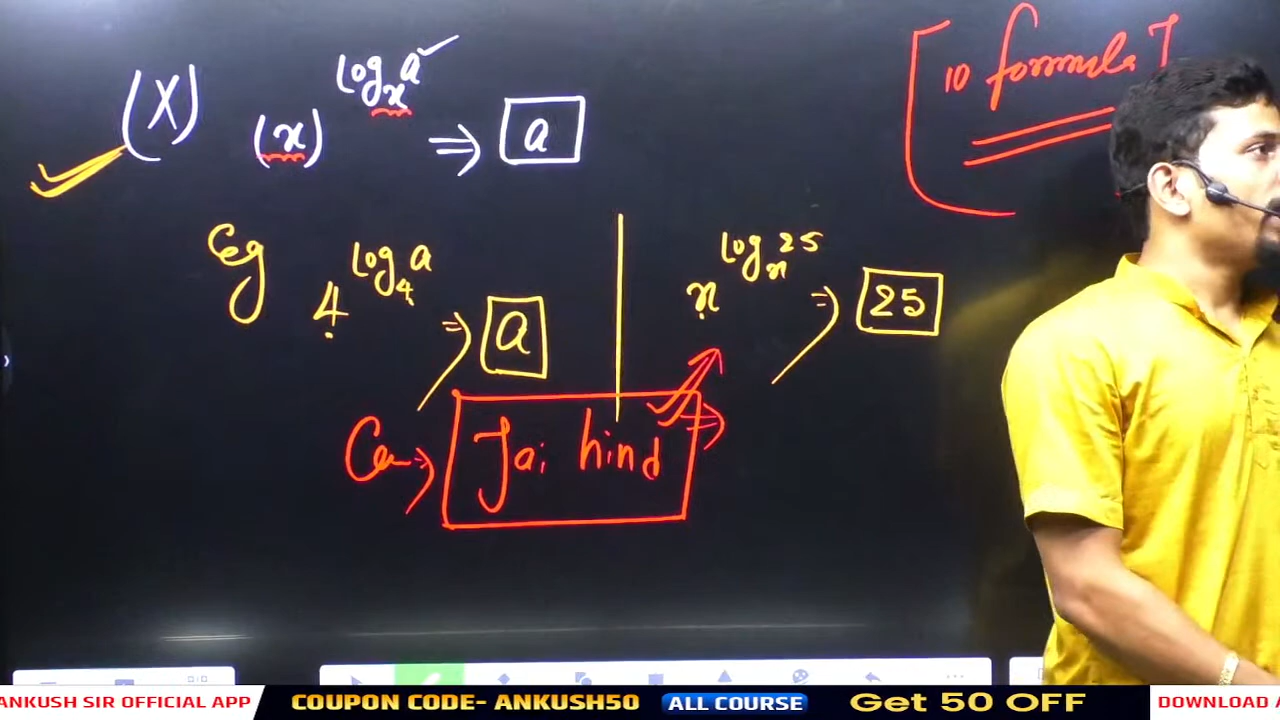 (X) (x)^log_x a ⇒ a
[10 formula]
Eg 4^log_4 a ⇒ a
x^log_x 25 ⇒ 25
Jai hind
ANKUSH SIR OFFICIAL APP
COUPON CODE- ANKUSH50
ALL COURSE
Get 50 OFF
DOWNLOAD